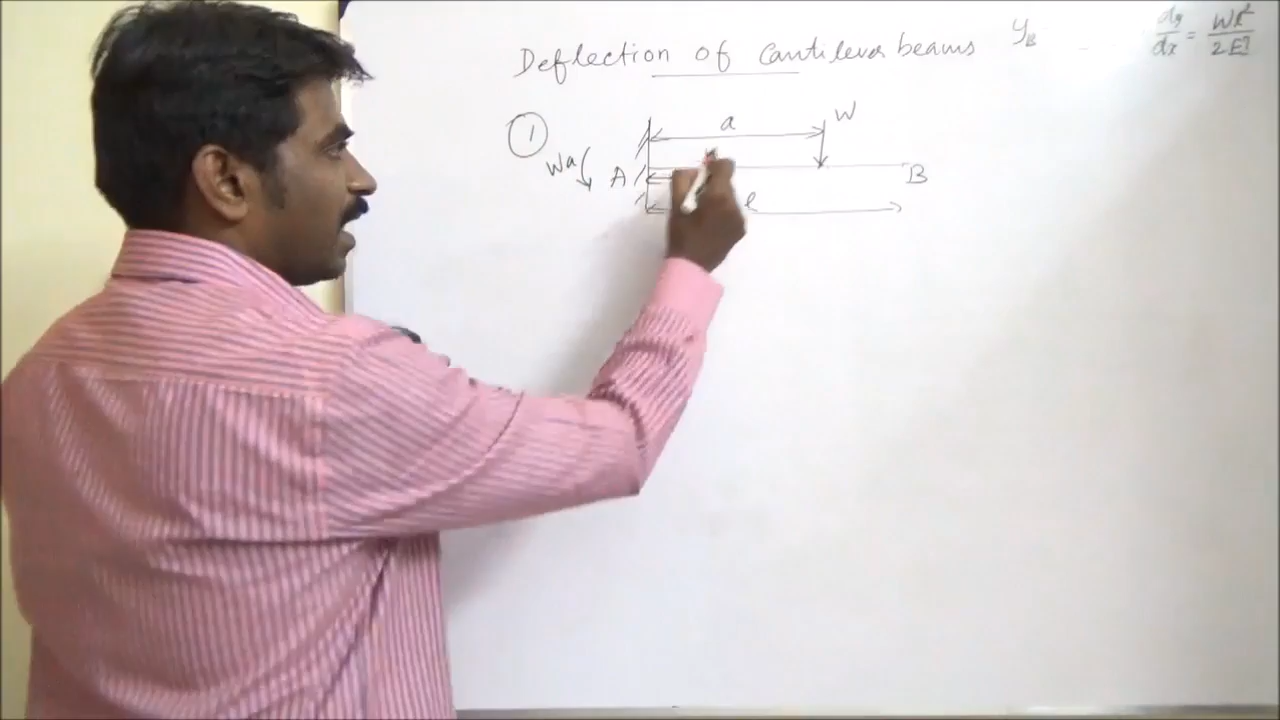 Deflection of cantilever beams
y_B
dy/dx = Wl²/2EI
1
a
W
Wa
A
B
l